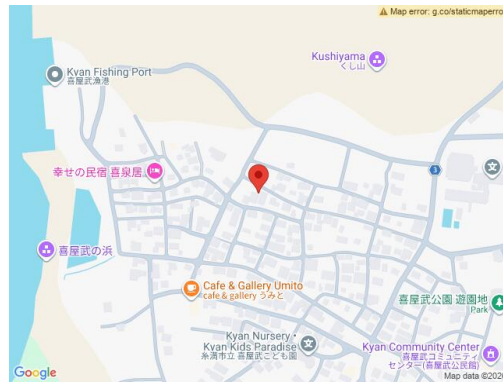 Map error: g.co/staticmaperro
Kushiyama
くし山
Kyan Fishing Port
喜屋武漁港
3
幸せの民宿 喜泉居
喜屋武の浜
Cafe & Gallery Umito
cafe & gallery うみと
喜屋武公園 遊園地
Park
Kyan Nursery・
Kyan Kids Paradise
糸満市立 喜屋武こども園
Kyan Community Center
喜屋武コミュニティ
センター(喜屋武公民館)
Google
Map data ©202